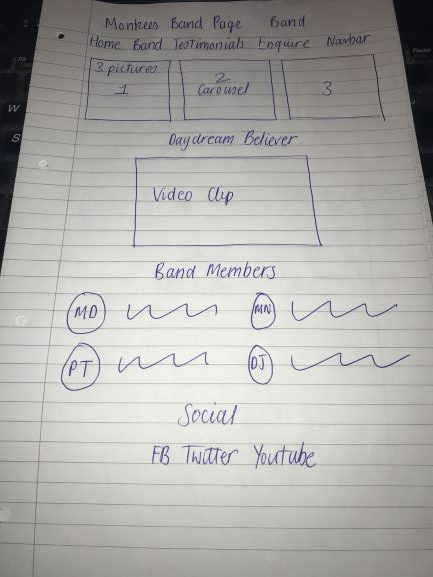 Monkees Band Page Band
Home Band Testimonials Enquire Navbar
3 pictures
1
2
Carousel
3
Daydream Believer
Video Clip
Band Members
MD
MN
PT
DJ
Social
FB Twitter Youtube
W
S